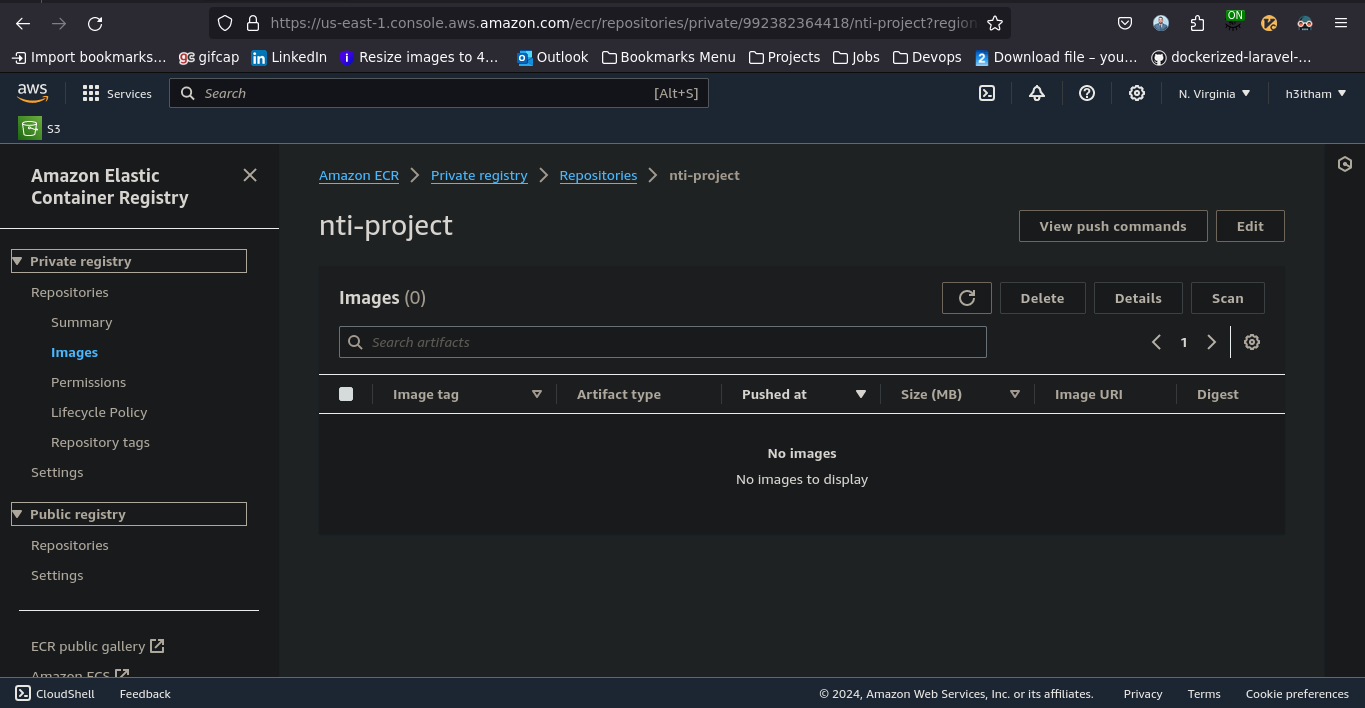 https://us-east-1.console.aws.amazon.com/ecr/repositories/private/992382364418/nti-project?region
ON
Import bookmarks... gifcap LinkedIn Resize images to 4... Outlook Bookmarks Menu Projects Jobs Devops Download file – you... dockerized-laravel-...
aws Services Search [Alt+S] N. Virginia h3itham
S3
Amazon Elastic
Container Registry
Private registry
Repositories
Summary
Images
Permissions
Lifecycle Policy
Repository tags
Settings
Public registry
Repositories
Settings
ECR public gallery
Amazon ECS
Amazon ECR Private registry Repositories nti-project
nti-project
View push commands Edit
Images (0)
Delete Details Scan
Search artifacts
1
Image tag Artifact type Pushed at Size (MB) Image URI Digest
No images
No images to display
CloudShell Feedback © 2024, Amazon Web Services, Inc. or its affiliates. Privacy Terms Cookie preferences